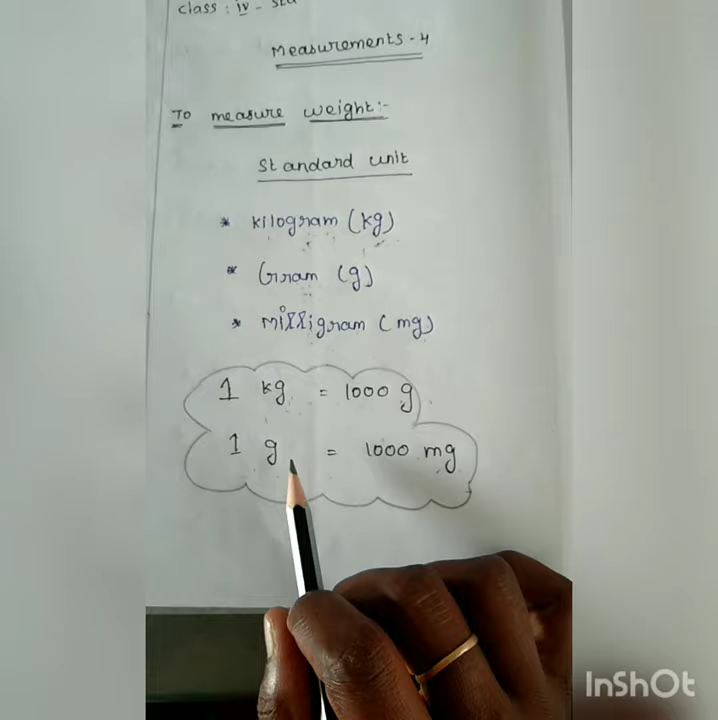 Class : iv - std
Measurements - 4
To measure weight:-
Standard unit
* kilogram (kg)
* Gram (g)
* Milligram (mg)
1 kg = 1000 g
1 g = 1000 mg
InShOt